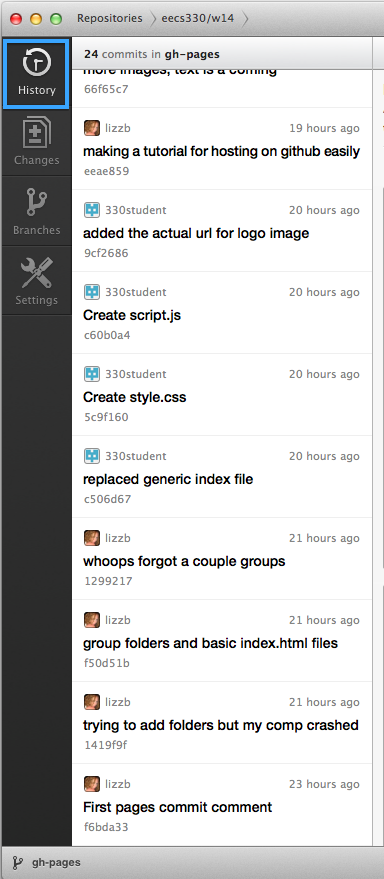 Repositories eecs330/w14
History
Changes
Branches
Settings
24 commits in gh-pages
more images, text is a coming
66f65c7
lizzb 19 hours ago
making a tutorial for hosting on github easily
eeae859
330student 20 hours ago
added the actual url for logo image
9cf2686
330student 20 hours ago
Create script.js
c60b0a4
330student 20 hours ago
Create style.css
5c9f160
330student 20 hours ago
replaced generic index file
c506d67
lizzb 21 hours ago
whoops forgot a couple groups
1299217
lizzb 21 hours ago
group folders and basic index.html files
f50d51b
lizzb 21 hours ago
trying to add folders but my comp crashed
1419f9f
lizzb 23 hours ago
First pages commit comment
f6bda33
gh-pages